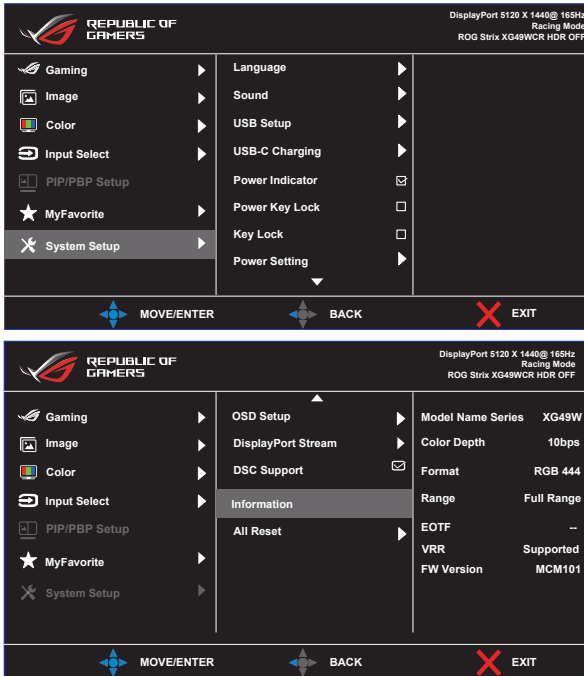 REPUBLIC OF
GAMERS
DisplayPort 5120 X 1440@ 165Hz
Racing Mode
ROG Strix XG49WCR HDR OFF
Gaming
Image
Color
Input Select
PIP/PBP Setup
MyFavorite
System Setup
Language
Sound
USB Setup
USB-C Charging
Power Indicator
Power Key Lock
Key Lock
Power Setting
MOVE/ENTER
BACK
EXIT
REPUBLIC OF
GAMERS
DisplayPort 5120 X 1440@ 165Hz
Racing Mode
ROG Strix XG49WCR HDR OFF
Gaming
Image
Color
Input Select
PIP/PBP Setup
MyFavorite
System Setup
OSD Setup
DisplayPort Stream
DSC Support
Information
All Reset
Model Name Series XG49W
Color Depth 10bps
Format RGB 444
Range Full Range
EOTF --
VRR Supported
FW Version MCM101
MOVE/ENTER
BACK
EXIT